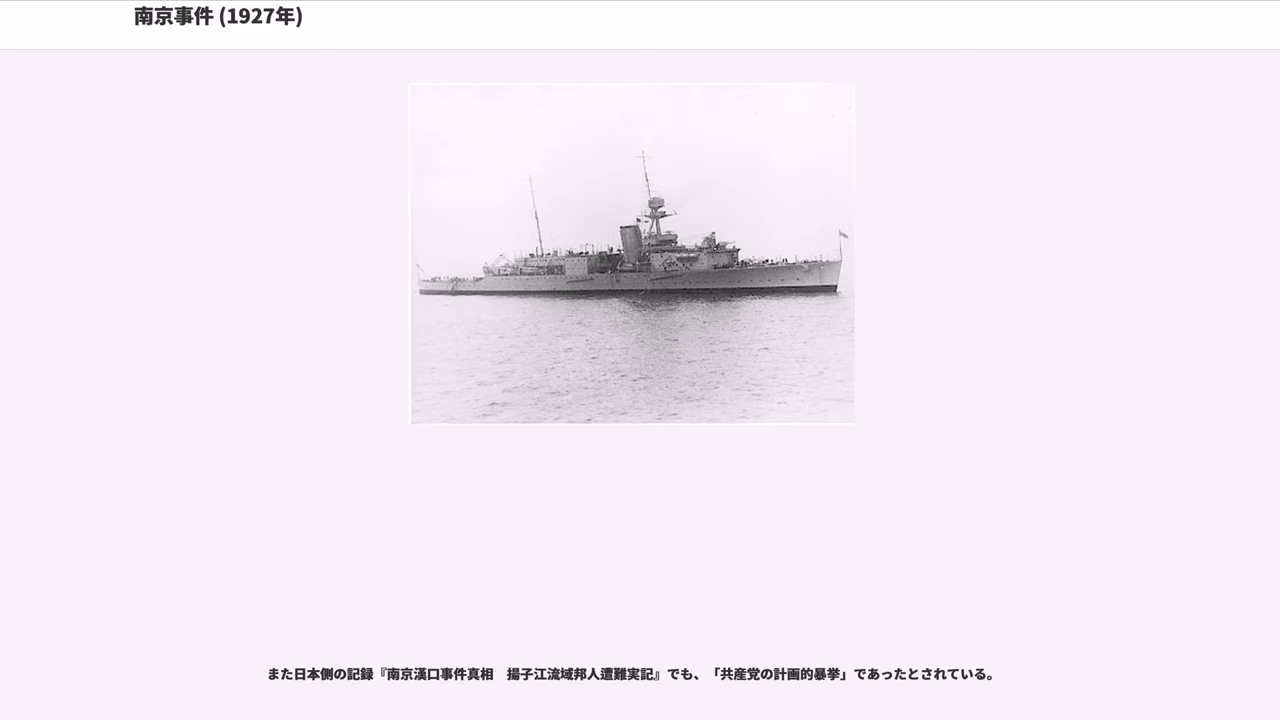 南京事件 (1927年)
また日本側の記録『南京漢口事件真相　揚子江流域邦人遭難実記』でも、「共産党の計画的暴挙」であったとされている。